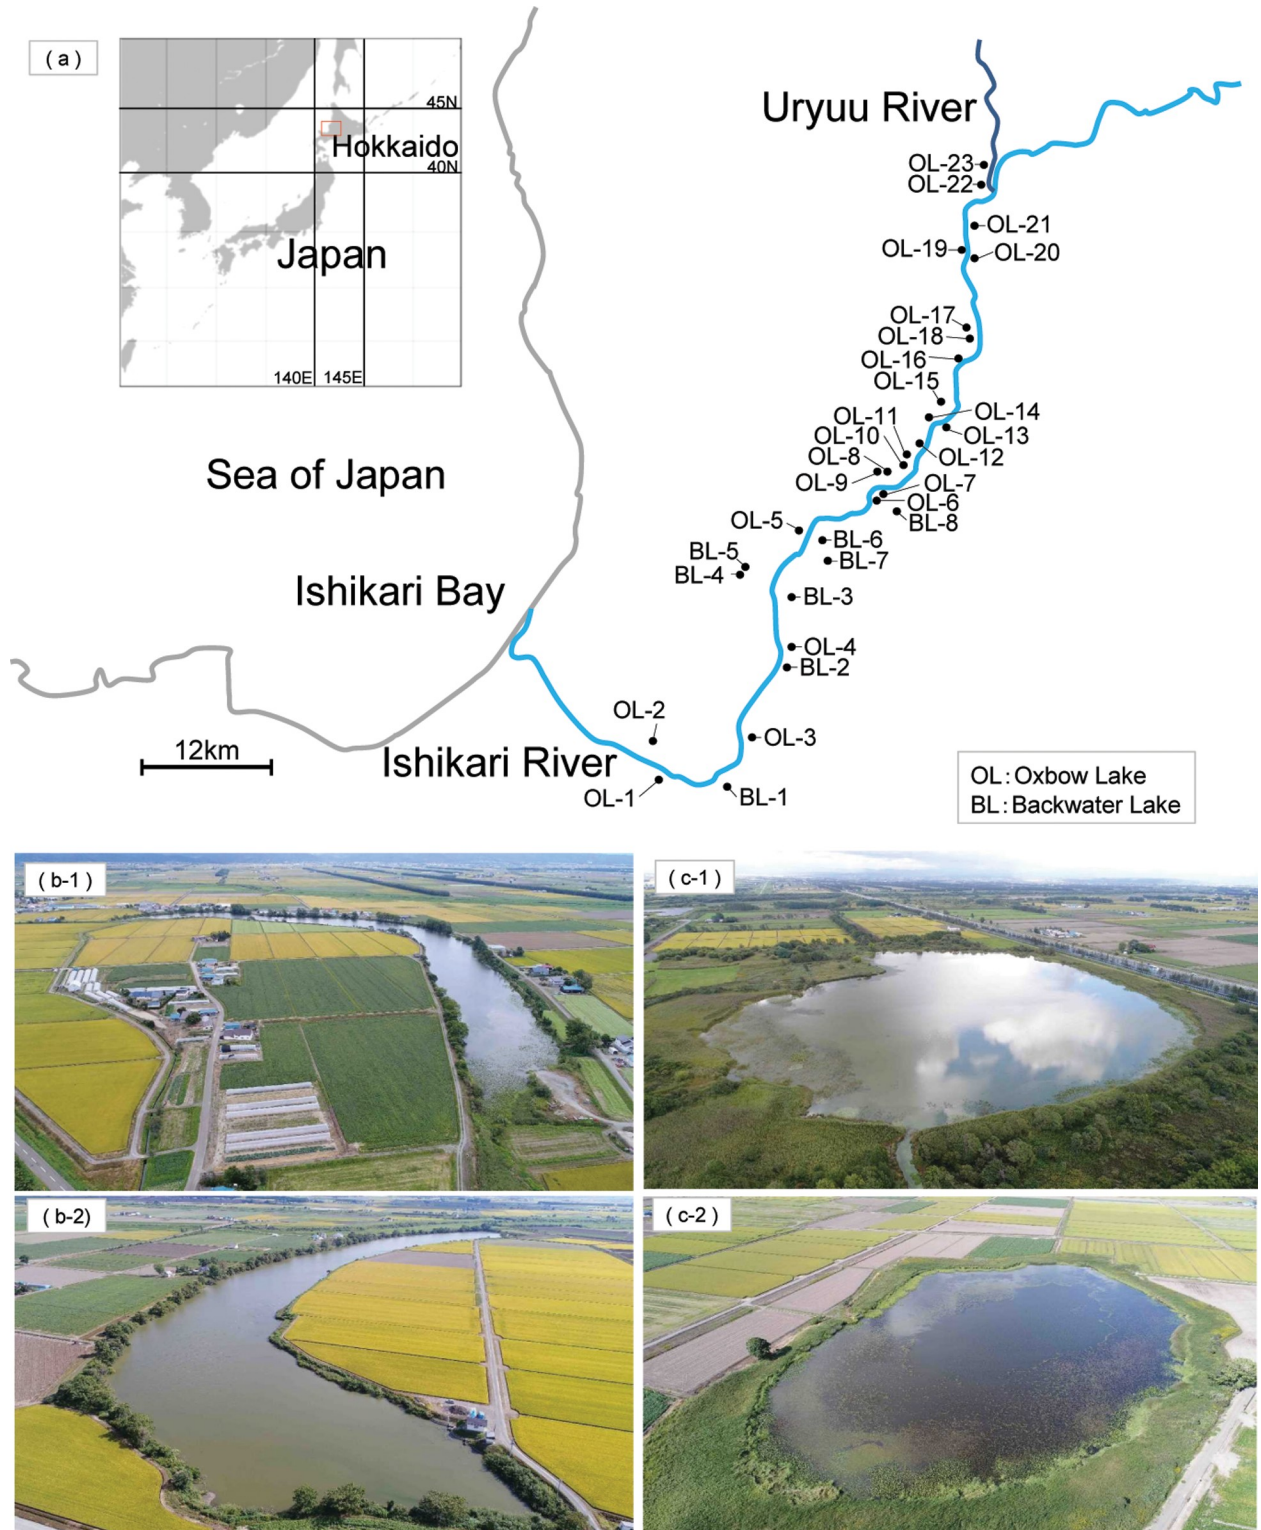 ( a )
45N
Hokkaido
40N
Japan
140E
145E
Uryuu River
OL-23
OL-22
OL-21
OL-19
OL-20
OL-17
OL-18
OL-16
OL-15
OL-14
OL-11
OL-13
OL-10
OL-12
OL-8
OL-9
OL-7
OL-6
BL-8
OL-5
BL-6
BL-5
BL-7
BL-4
BL-3
OL-4
BL-2
OL-2
OL-3
OL-1
BL-1
Sea of Japan
Ishikari Bay
12km
Ishikari River
OL: Oxbow Lake
BL: Backwater Lake
( b-1 )
( c-1 )
( b-2)
( c-2 )